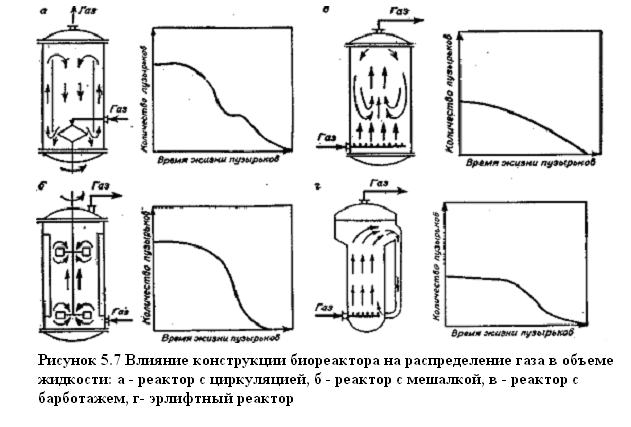 а
Газ
Газ
Количество пузырьков
Время жизни пузырьков
в
Газ
Газ
Количество пузырьков
Время жизни пузырьков
б
Газ
Газ
Количество пузырьков
Время жизни пузырьков
г
Газ
Газ
Количество пузырьков
Время жизни пузырьков
Рисунок 5.7 Влияние конструкции биореактора на распределение газа в объеме
жидкости: а - реактор с циркуляцией, б - реактор с мешалкой, в - реактор с
барботажем, г- эрлифтный реактор